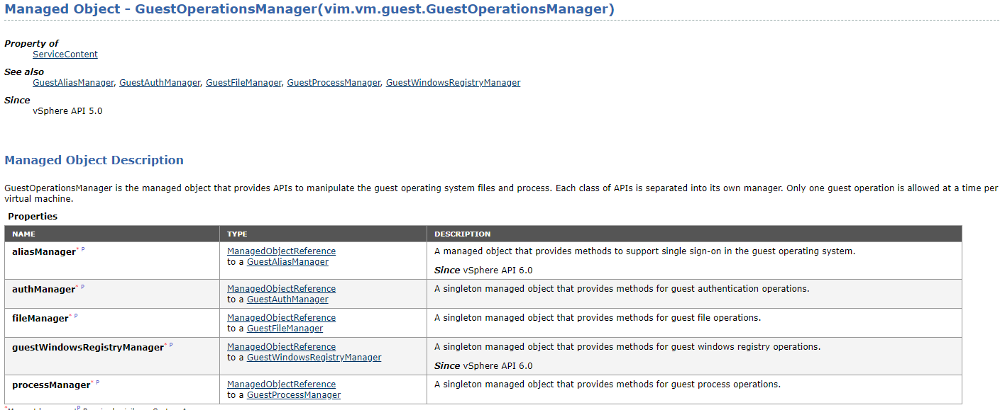 Managed Object - GuestOperationsManager(vim.vm.guest.GuestOperationsManager)
Property of
ServiceContent
See also
GuestAliasManager, GuestAuthManager, GuestFileManager, GuestProcessManager, GuestWindowsRegistryManager
Since
vSphere API 5.0
Managed Object Description
GuestOperationsManager is the managed object that provides APIs to manipulate the guest operating system files and process. Each class of APIs is separated into its own manager. Only one guest operation is allowed at a time per
virtual machine.
Properties
NAME TYPE DESCRIPTION
aliasManager* P ManagedObjectReference A managed object that provides methods to support single sign-on in the guest operating system.
to a GuestAliasManager
Since vSphere API 6.0
authManager* P ManagedObjectReference A singleton managed object that provides methods for guest authentication operations.
to a GuestAuthManager
fileManager* P ManagedObjectReference A singleton managed object that provides methods for guest file operations.
to a GuestFileManager
guestWindowsRegistryManager* P ManagedObjectReference A singleton managed object that provides methods for guest windows registry operations.
to a GuestWindowsRegistryManager
Since vSphere API 6.0
processManager* P ManagedObjectReference A singleton managed object that provides methods for guest process operations.
to a GuestProcessManager